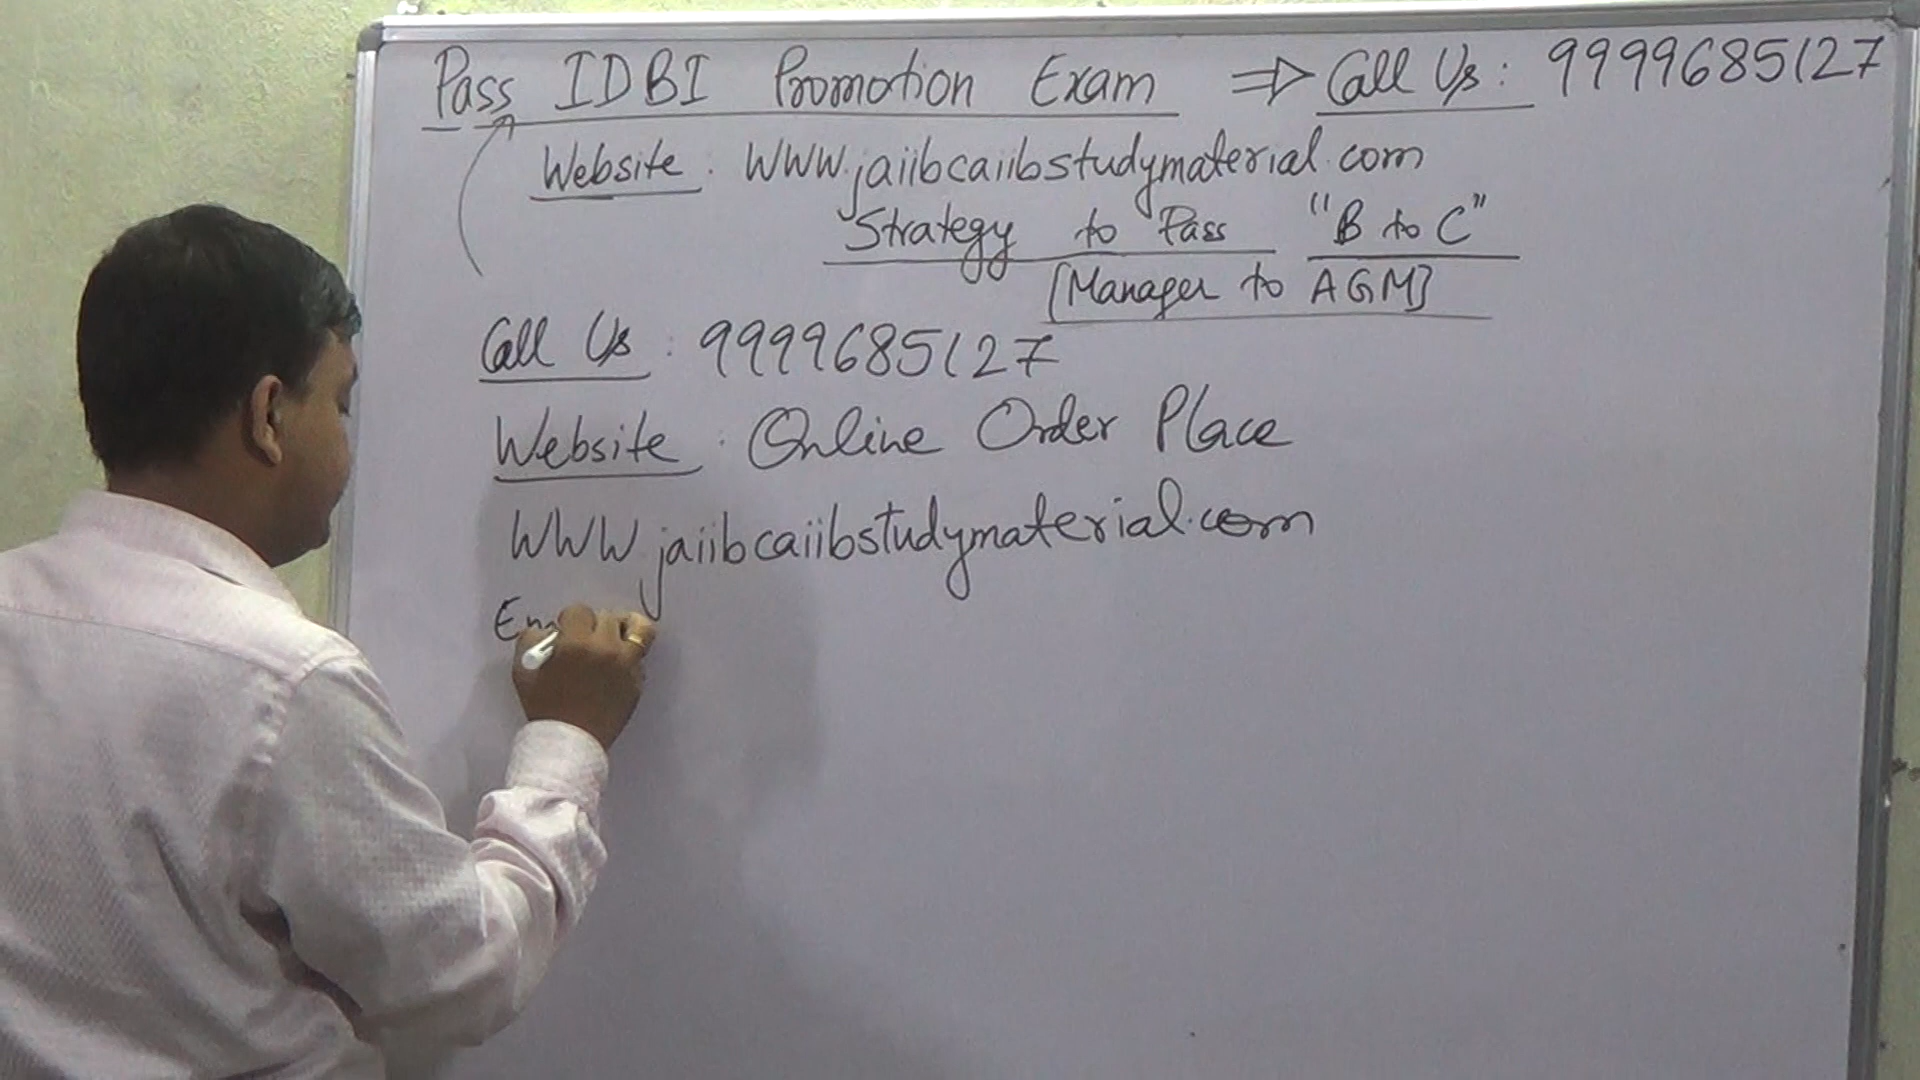 Pass IDBI Promotion Exam ⇒ Call Us: 9999685127
Website: WWW.jaiibcaiibstudymaterial.com
Strategy to Pass "B to C"
[Manager to AGM]
Call Us: 9999685127
Website: Online Order Place
WWW.jaiibcaiibstudymaterial.com
Em